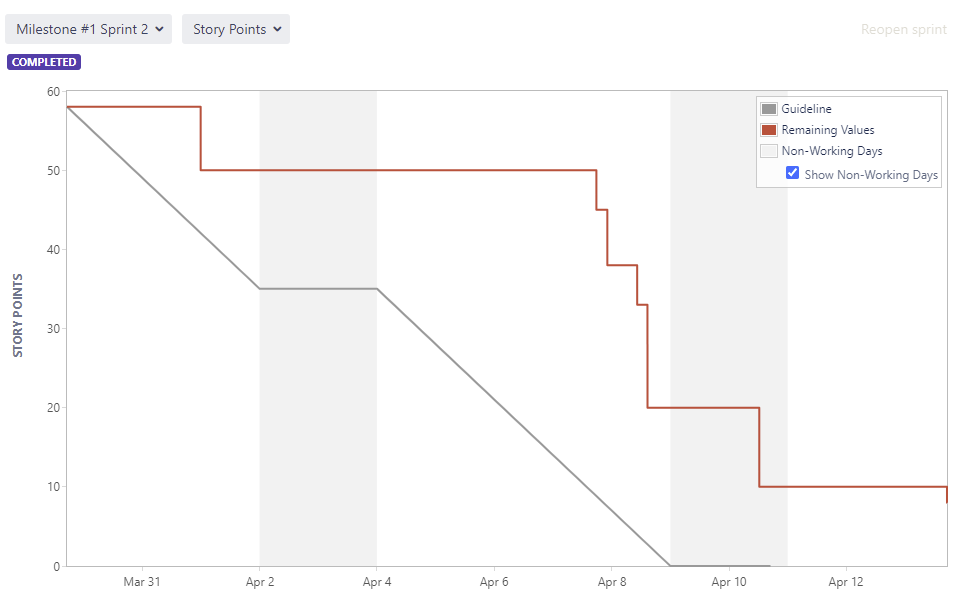 Milestone #1 Sprint 2
Story Points
Reopen sprint
COMPLETED
60
50
40
30
20
10
0
STORY POINTS
Guideline
Remaining Values
Non-Working Days
Show Non-Working Days
Mar 31
Apr 2
Apr 4
Apr 6
Apr 8
Apr 10
Apr 12